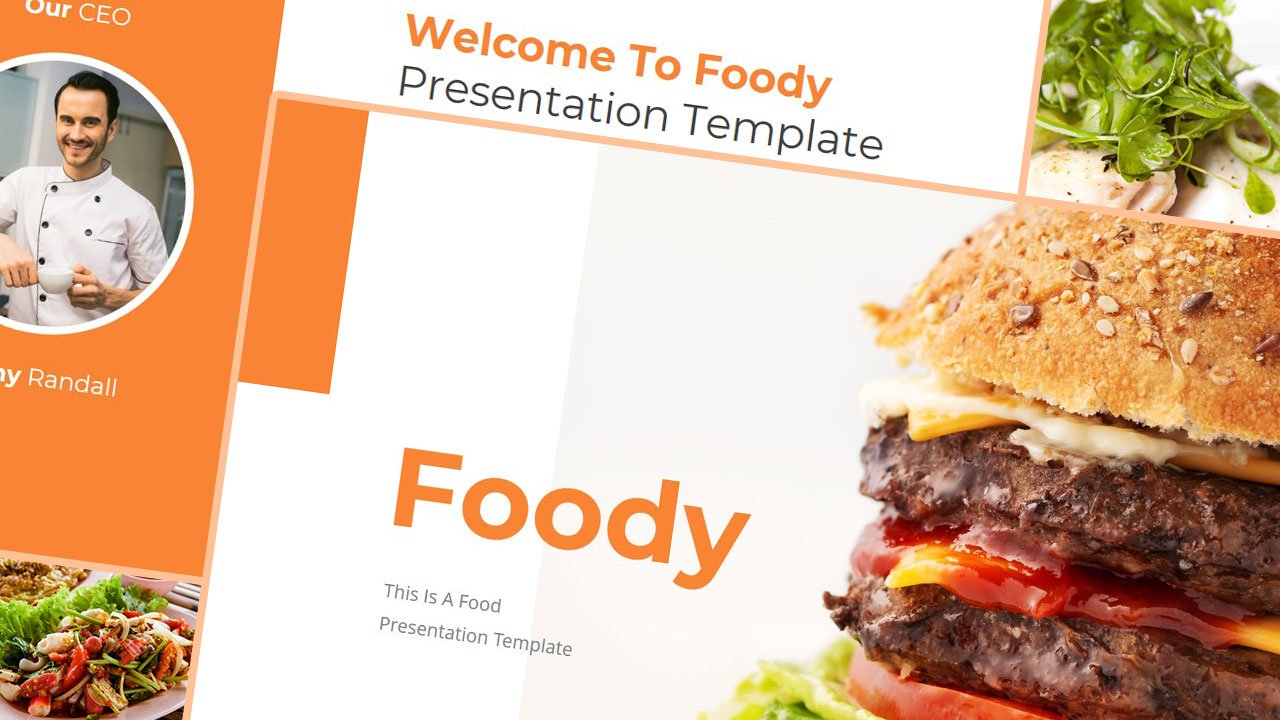 Our CEO
Randall
Welcome To Foody
Presentation Template
Foody
This Is A Food
Presentation Template